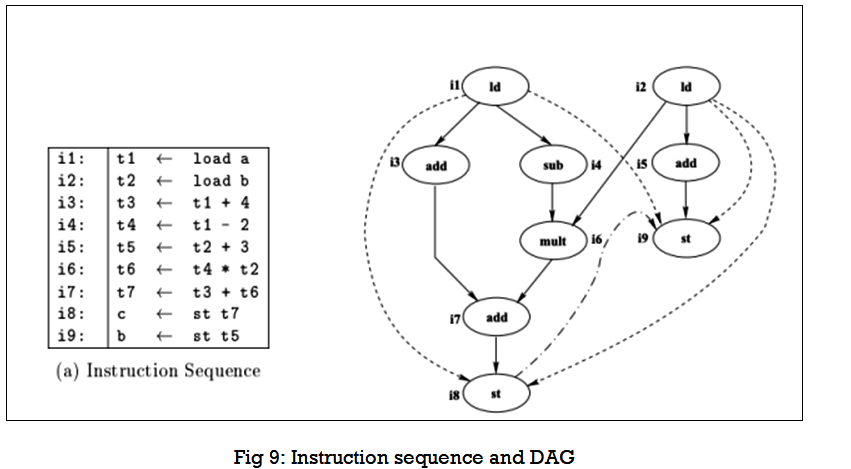 i1: t1 ← load a
i2: t2 ← load b
i3: t3 ← t1 + 4
i4: t4 ← t1 - 2
i5: t5 ← t2 + 3
i6: t6 ← t4 * t2
i7: t7 ← t3 + t6
i8: c ← st t7
i9: b ← st t5
(a) Instruction Sequence
i1 ld
i2 ld
i3 add
sub i4
i5 add
mult i6
i9 st
i7 add
i8 st
Fig 9: Instruction sequence and DAG